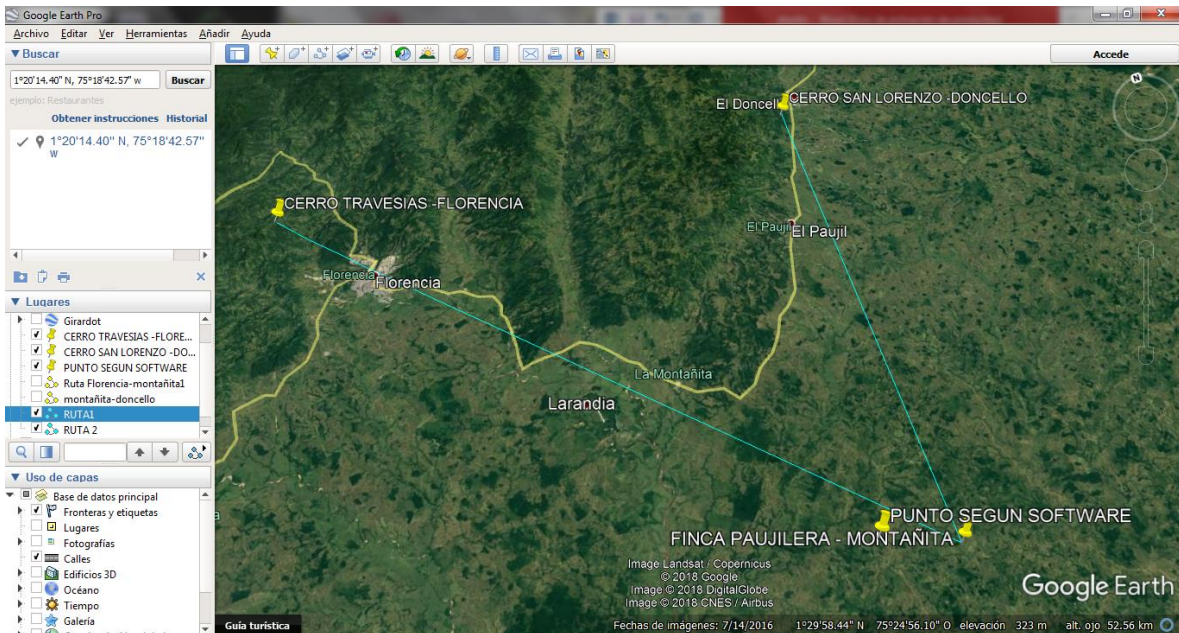 Google Earth Pro
Archivo Editar Ver Herramientas Añadir Ayuda
Buscar
1°20'14.40" N, 75°18'42.57" w
Buscar
ejemplo: Restaurantes
Obtener instrucciones Historial
1°20'14.40" N, 75°18'42.57"
w
Lugares
Girardot
CERRO TRAVESIAS -FLORE...
CERRO SAN LORENZO -DO...
PUNTO SEGUN SOFTWARE
Ruta Florencia-montañita1
montañita-doncello
RUTA1
RUTA 2
Uso de capas
Base de datos principal
Fronteras y etiquetas
Lugares
Fotografías
Calles
Edificios 3D
Océano
Tiempo
Galería
Accede
N
El Doncell
CERRO SAN LORENZO -DONCELLO
CERRO TRAVESIAS -FLORENCIA
El Paujil
El Paujil
Florencia
Florencia
La Montañita
Larandia
PUNTO SEGUN SOFTWARE
FINCA PAUJILERA - MONTAÑITA
Image Landsat / Copernicus
© 2018 Google
Image © 2018 DigitalGlobe
Image © 2018 CNES / Airbus
Google Earth
Guía turística
Fechas de imágenes: 7/14/2016 1°29'58.44" N 75°24'56.10" O elevación 323 m alt. ojo 52.56 km